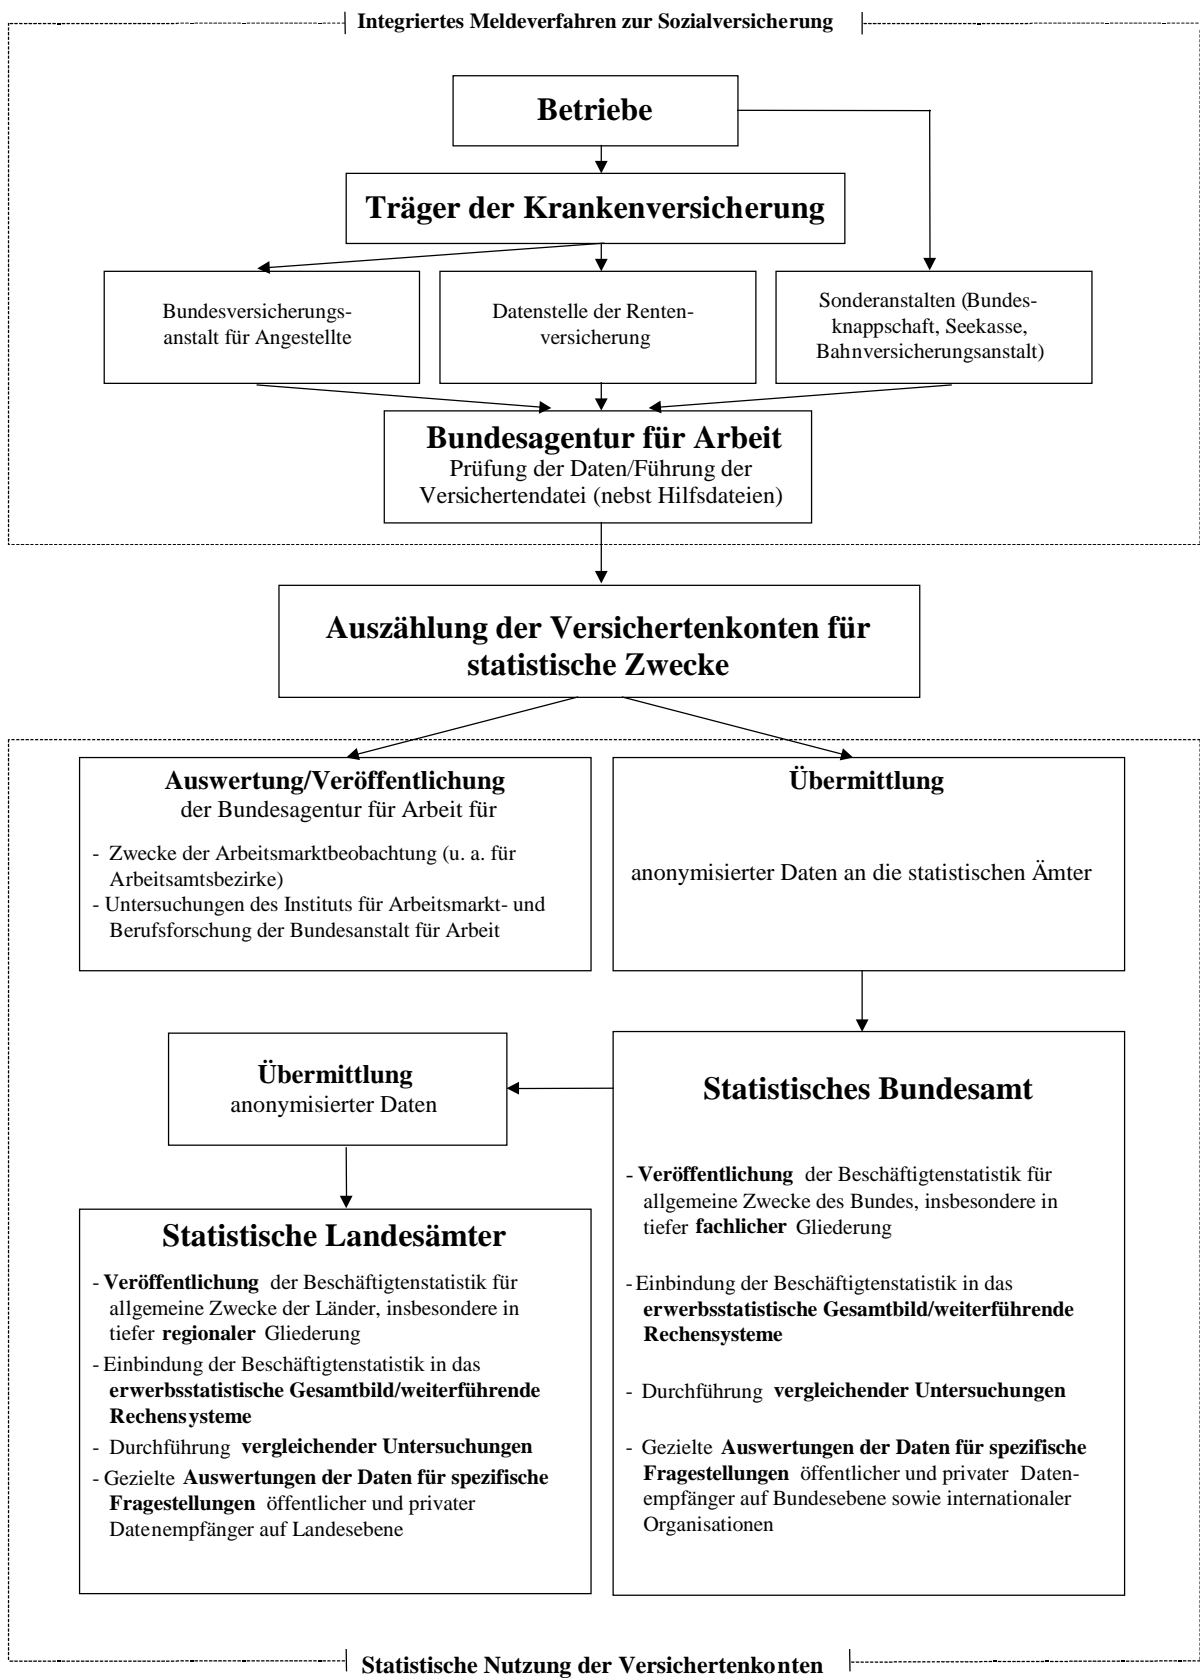 Integriertes Meldeverfahren zur Sozialversicherung
Betriebe
Träger der Krankenversicherung
Bundesversicherungs-
anstalt für Angestellte
Datenstelle der Renten-
versicherung
Sonderanstalten (Bundes-
knappschaft, Seekasse,
Bahnversicherungsanstalt)
Bundesagentur für Arbeit
Prüfung der Daten/Führung der
Versichertendatei (nebst Hilfsdateien)
Auszählung der Versichertenkonten für
statistische Zwecke
Auswertung/Veröffentlichung
der Bundesagentur für Arbeit für
- Zwecke der Arbeitsmarktbeobachtung (u. a. für
Arbeitsamtsbezirke)
- Untersuchungen des Instituts für Arbeitsmarkt- und
Berufsforschung der Bundesanstalt für Arbeit
Übermittlung
anonymisierter Daten an die statistischen Ämter
Übermittlung
anonymisierter Daten
Statistisches Bundesamt
- Veröffentlichung der Beschäftigtenstatistik für
allgemeine Zwecke des Bundes, insbesondere in
tiefer fachlicher Gliederung
- Einbindung der Beschäftigtenstatistik in das
erwerbsstatistische Gesamtbild/weiterführende
Rechensysteme
- Durchführung vergleichender Untersuchungen
- Gezielte Auswertungen der Daten für spezifische
Fragestellungen öffentlicher und privater Daten-
empfänger auf Bundesebene sowie internationaler
Organisationen
Statistische Landesämter
- Veröffentlichung der Beschäftigtenstatistik für
allgemeine Zwecke der Länder, insbesondere in
tiefer regionaler Gliederung
- Einbindung der Beschäftigtenstatistik in das
erwerbsstatistische Gesamtbild/weiterführende
Rechensysteme
- Durchführung vergleichender Untersuchungen
- Gezielte Auswertungen der Daten für spezifische
Fragestellungen öffentlicher und privater
Datenempfänger auf Landesebene
Statistische Nutzung der Versichertenkonten